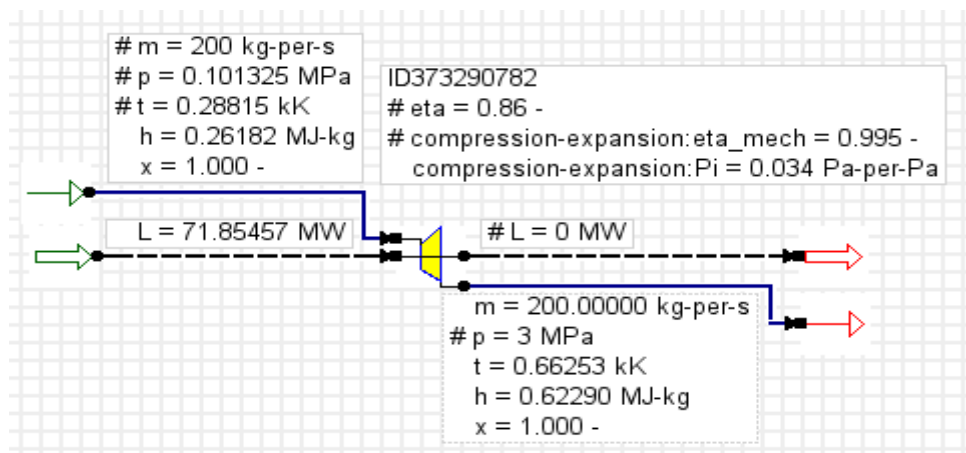 # m = 200 kg-per-s
# p = 0.101325 MPa
# t = 0.28815 kK
h = 0.26182 MJ-kg
x = 1.000 -
ID373290782
# eta = 0.86 -
# compression-expansion:eta_mech = 0.995 -
compression-expansion:Pi = 0.034 Pa-per-Pa
L = 71.85457 MW
# L = 0 MW
m = 200.00000 kg-per-s
# p = 3 MPa
t = 0.66253 kK
h = 0.62290 MJ-kg
x = 1.000 -